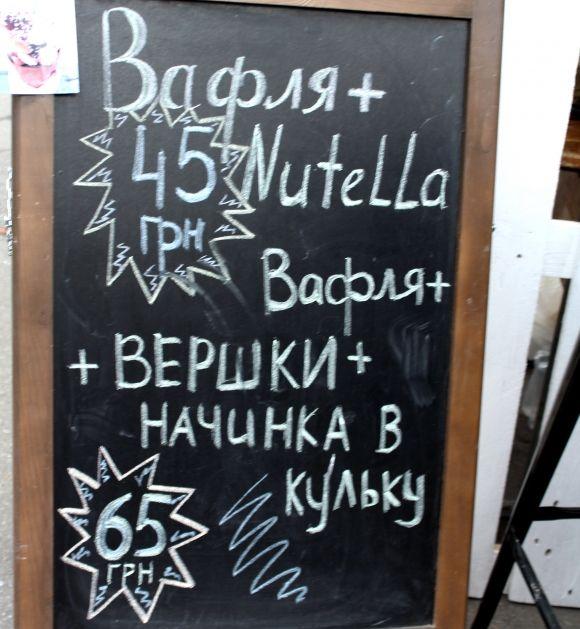 Вафля+
45 Nutella
грн
Вафля+
+ ВЕРШКИ+
НАЧИНКА В
КУЛЬКУ
65
ГРН